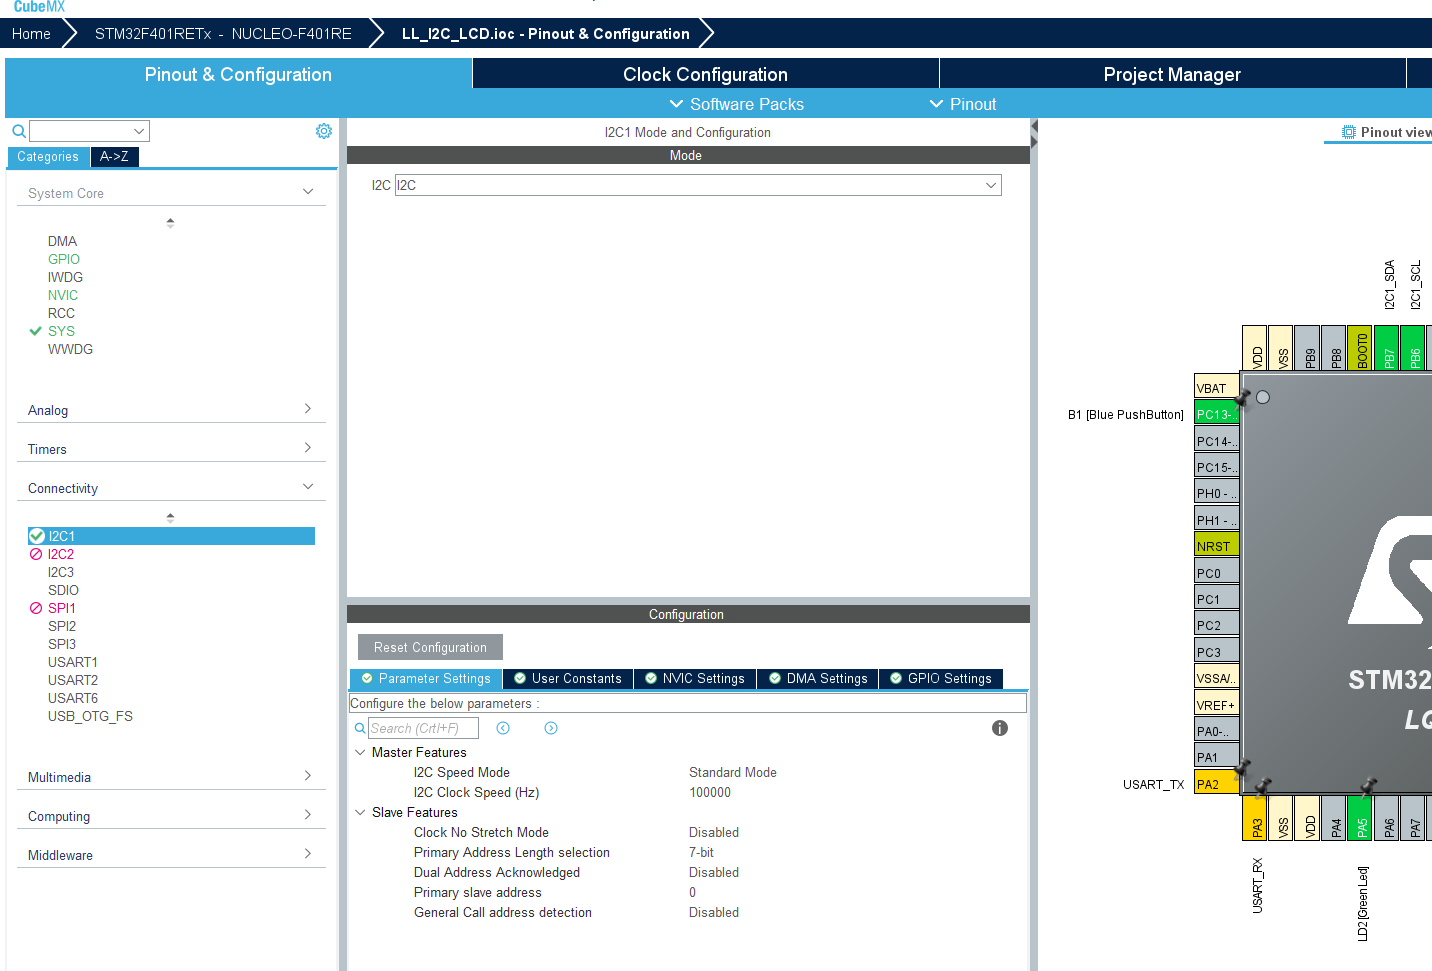 CubeMX
Home
STM32F401RETx - NUCLEO-F401RE
LL_I2C_LCD.ioc - Pinout & Configuration
Pinout & Configuration
Clock Configuration
Project Manager
Software Packs
Pinout
Categories
A->Z
System Core
DMA
GPIO
IWDG
NVIC
RCC
SYS
WWDG
Analog
Timers
Connectivity
I2C1
I2C2
I2C3
SDIO
SPI1
SPI2
SPI3
USART1
USART2
USART6
USB_OTG_FS
Multimedia
Computing
Middleware
I2C1 Mode and Configuration
Mode
I2C I2C
Configuration
Reset Configuration
Parameter Settings
User Constants
NVIC Settings
DMA Settings
GPIO Settings
Configure the below parameters :
Search (Crtl+F)
Master Features
I2C Speed Mode Standard Mode
I2C Clock Speed (Hz) 100000
Slave Features
Clock No Stretch Mode Disabled
Primary Address Length selection 7-bit
Dual Address Acknowledged Disabled
Primary slave address 0
General Call address detection Disabled
Pinout view
I2C1_SDA
I2C1_SCL
VDD
VSS
PB9
PB8
BOOT0
PB7
PB6
VBAT
B1 [Blue PushButton]
PC13-..
PC14-..
PC15-..
PH0 - ..
PH1 - ..
NRST
PC0
PC1
PC2
PC3
VSSA/..
VREF+
PA0-..
PA1
USART_TX
PA2
STM32
LQ
PA3
VSS
VDD
PA4
PA5
PA6
PA7
USART_RX
LD2 [Green Led]